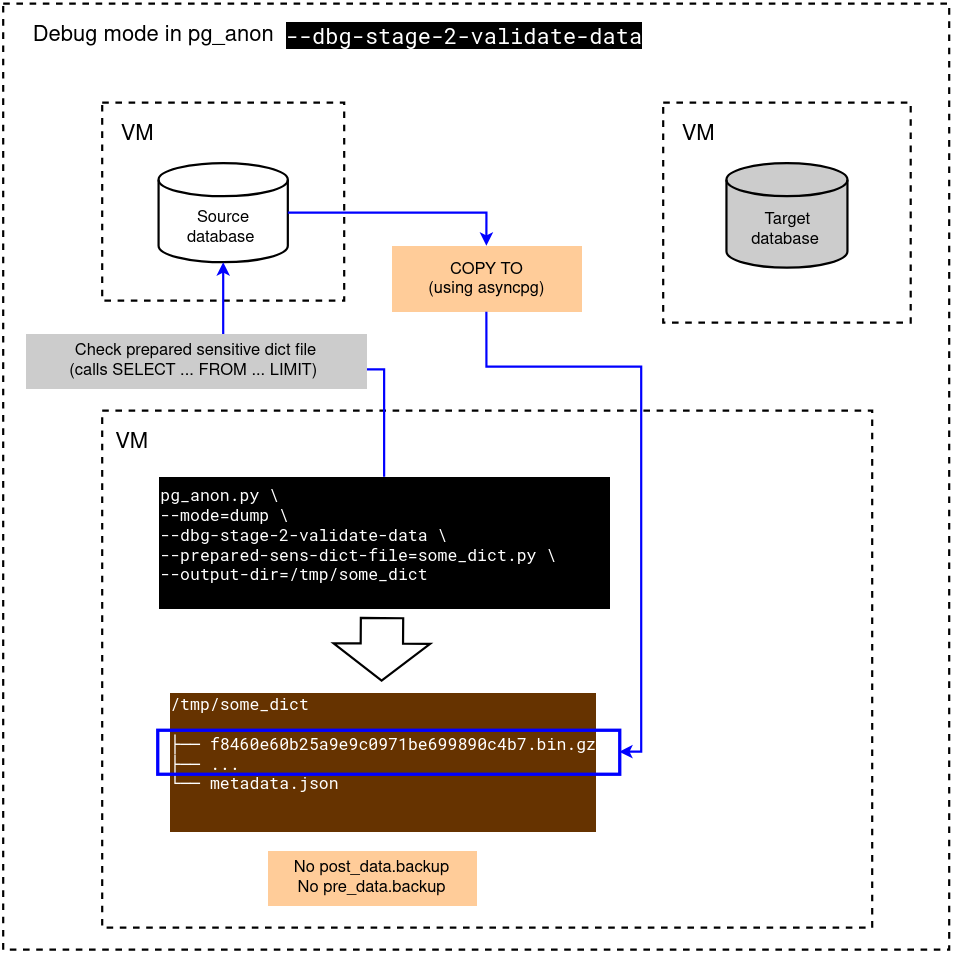 Debug mode in pg_anon --dbg-stage-2-validate-data
VM
Source
database
VM
Target
database
COPY TO
(using asyncpg)
Check prepared sensitive dict file
(calls SELECT ... FROM ... LIMIT)
VM
pg_anon.py \
--mode=dump \
--dbg-stage-2-validate-data \
--prepared-sens-dict-file=some_dict.py \
--output-dir=/tmp/some_dict
/tmp/some_dict
├── f8460e60b25a9e9c0971be699890c4b7.bin.gz
├── ...
└── metadata.json
No post_data.backup
No pre_data.backup